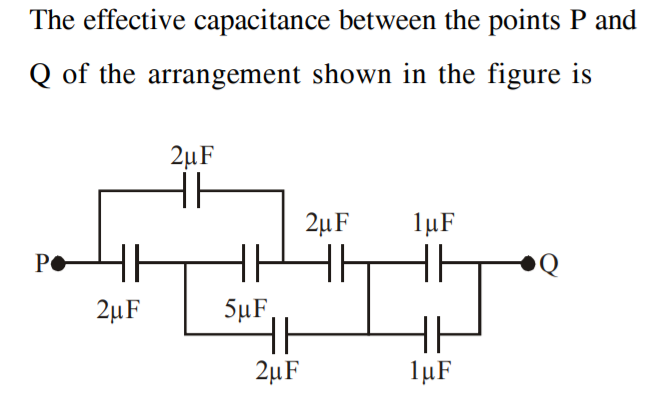 The effective capacitance between the points P and
Q of the arrangement shown in the figure is
2μF
2μF 1μF
P Q
2μF 5μF
2μF 1μF